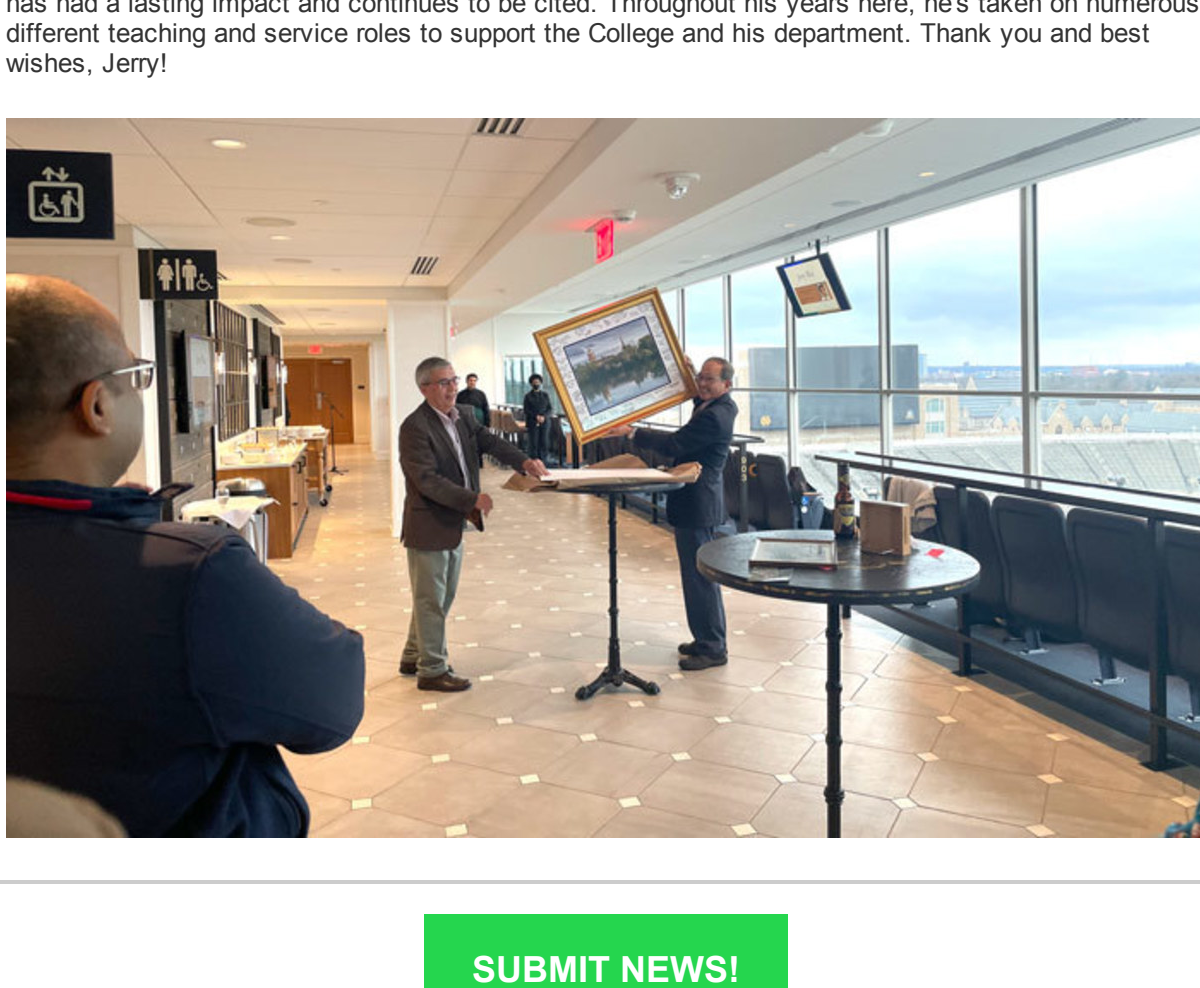 has had a lasting impact and continues to be cited. Throughout his years here, he's taken on numerous
different teaching and service roles to support the College and his department. Thank you and best
wishes, Jerry!
SUBMIT NEWS!